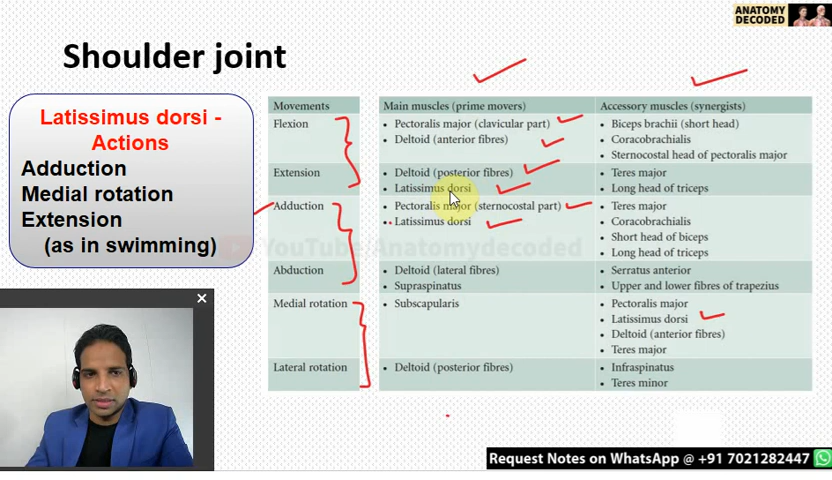 ANATOMY
DECODED
Shoulder joint
Latissimus dorsi -
Actions
Adduction
Medial rotation
Extension
(as in swimming)
Movements
Main muscles (prime movers)
Accessory muscles (synergists)
Flexion
• Pectoralis major (clavicular part)
• Deltoid (anterior fibres)
• Biceps brachii (short head)
• Coracobrachialis
• Sternocostal head of pectoralis major
Extension
• Deltoid (posterior fibres)
• Latissimus dorsi
• Teres major
• Long head of triceps
Adduction
• Pectoralis major (sternocostal part)
• Latissimus dorsi
• Teres major
• Coracobrachialis
• Short head of biceps
• Long head of triceps
Abduction
• Deltoid (lateral fibres)
• Supraspinatus
• Serratus anterior
• Upper and lower fibres of trapezius
Medial rotation
• Subscapularis
• Pectoralis major
• Latissimus dorsi
• Deltoid (anterior fibres)
• Teres major
Lateral rotation
• Deltoid (posterior fibres)
• Infraspinatus
• Teres minor
YouTube/Anatomydecoded
Request Notes on WhatsApp @ +91 7021282447